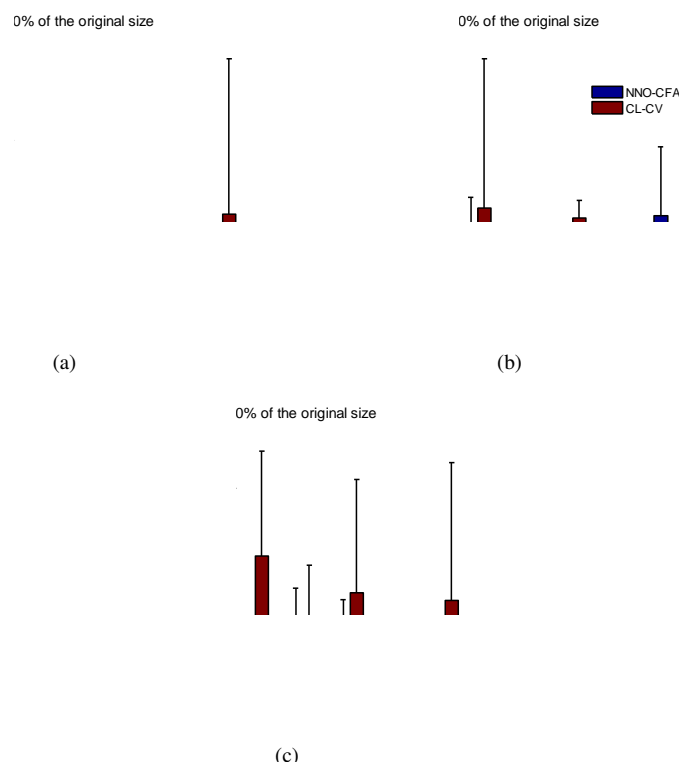 0% of the original size
0% of the original size
NNO-CFA
CL-CV
(a)
(b)
0% of the original size
(c)